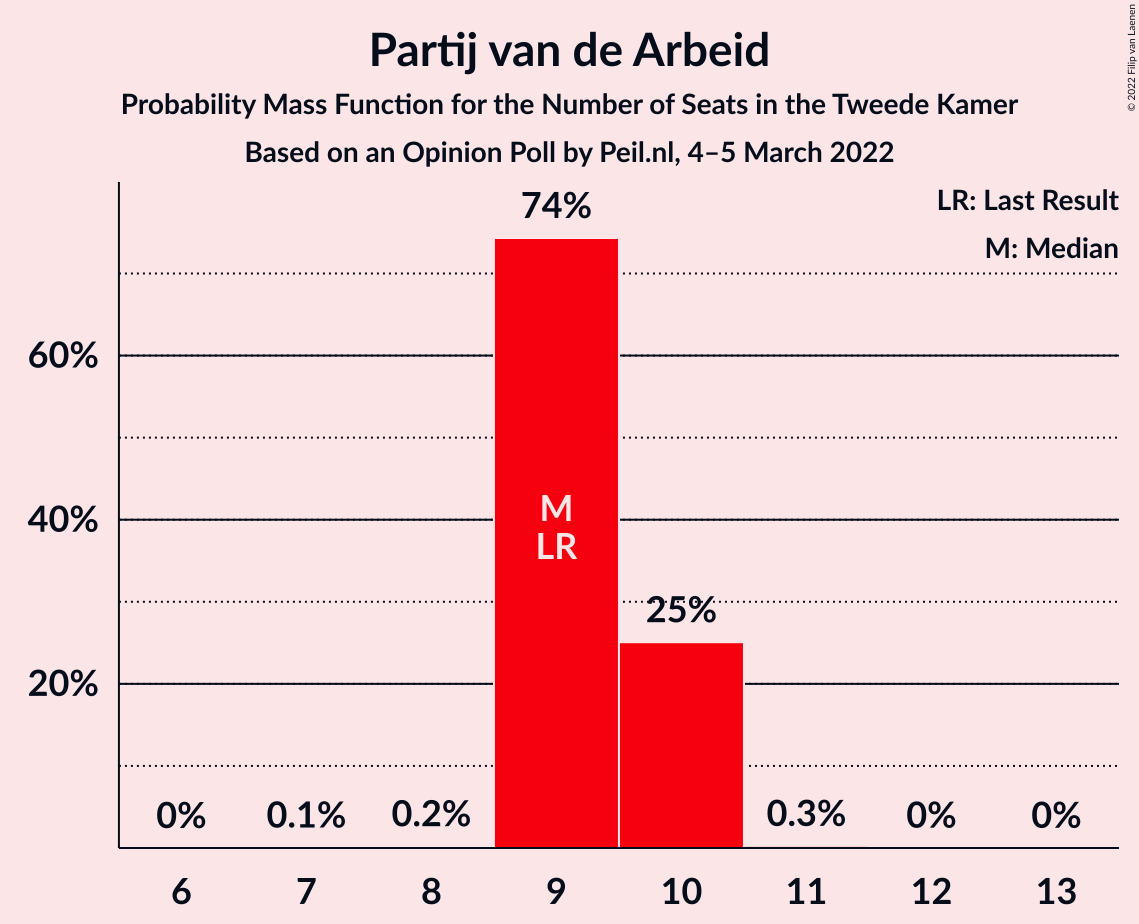 Partij van de Arbeid
Probability Mass Function for the Number of Seats in the Tweede Kamer
Based on an Opinion Poll by Peil.nl, 4–5 March 2022
© 2022 Filip van Laenen
LR: Last Result
M: Median
74%
60%
40%
20%
M
LR
25%
0%
0.1%
0.2%
0.3%
0%
0%
6
7
8
9
10
11
12
13